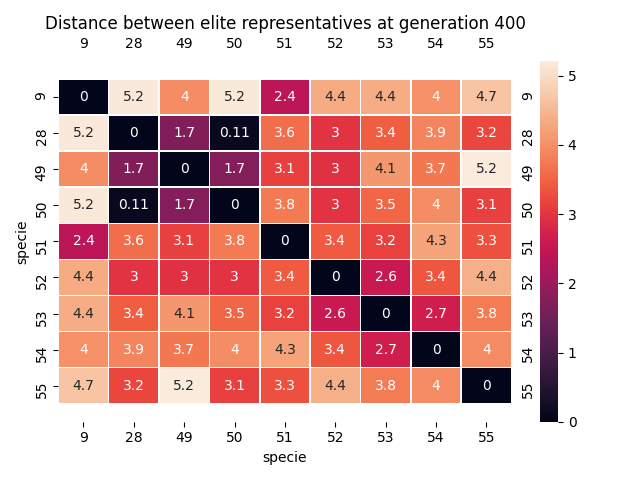 Distance between elite representatives at generation 400
9 28 49 50 51 52 53 54 55
9 0 5.2 4 5.2 2.4 4.4 4.4 4 4.7 9 5
28 5.2 0 1.7 0.11 3.6 3 3.4 3.9 3.2 28
49 4 1.7 0 1.7 3.1 3 4.1 3.7 5.2 49 4
50 5.2 0.11 1.7 0 3.8 3 3.5 4 3.1 50 3
specie 51 2.4 3.6 3.1 3.8 0 3.4 3.2 4.3 3.3 51
52 4.4 3 3 3 3.4 0 2.6 3.4 4.4 52 2
53 4.4 3.4 4.1 3.5 3.2 2.6 0 2.7 3.8 53
54 4 3.9 3.7 4 4.3 3.4 2.7 0 4 54 1
55 4.7 3.2 5.2 3.1 3.3 4.4 3.8 4 0 55
0
9 28 49 50 51 52 53 54 55
specie